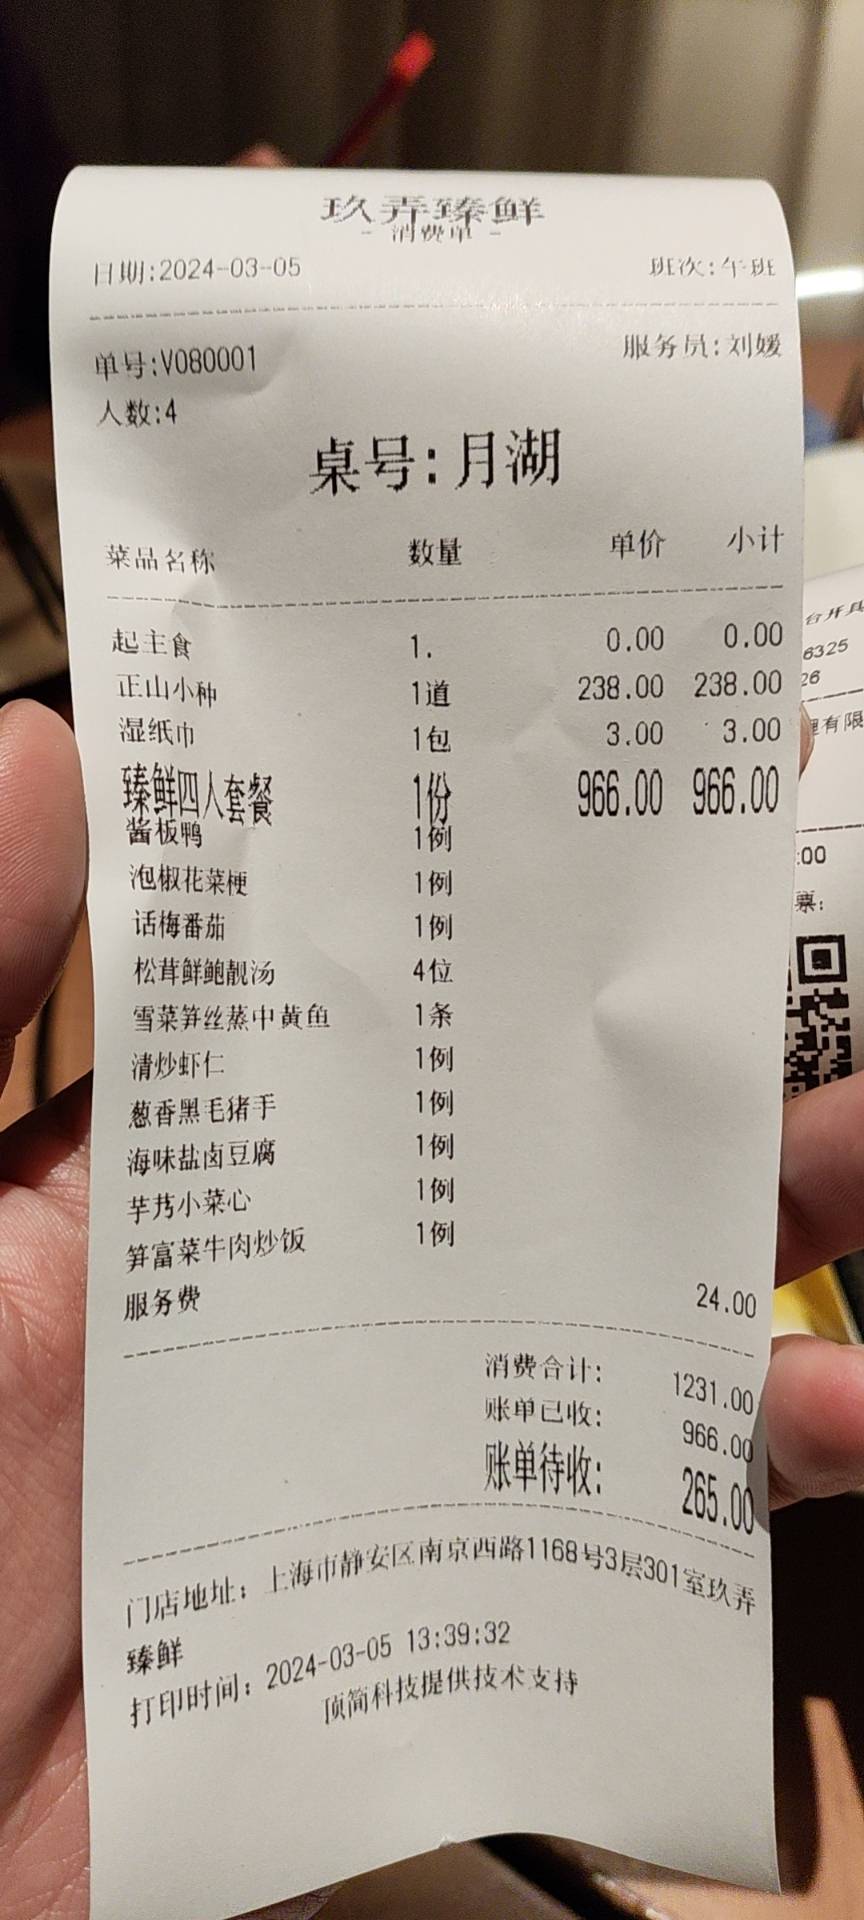 玖弄臻鲜
- 消费单 -
日期:2024-03-05 班次:午班
单号:V080001 服务员:刘媛
人数:4
桌号:月湖
菜品名称 数量 单价 小计
起主食 1. 0.00 0.00
正山小种 1道 238.00 238.00
湿纸巾 1包 3.00 3.00
臻鲜四人套餐 1份 966.00 966.00
酱板鸭 1例
泡椒花菜梗 1例
话梅番茄 1例
松茸鲜鲍靓汤 4位
雪菜笋丝蒸中黄鱼 1条
清炒虾仁 1例
葱香黑毛猪手 1例
海味盐卤豆腐 1例
芋艿小菜心 1例
笋富菜牛肉炒饭 1例
服务费 24.00
消费合计: 1231.00
账单已收: 966.00
账单待收: 265.00
门店地址: 上海市静安区南京西路1168号3层301室玖弄
臻鲜
打印时间: 2024-03-05 13:39:32
顶简科技提供技术支持
台开具
6325
26
理有限
:00
票: